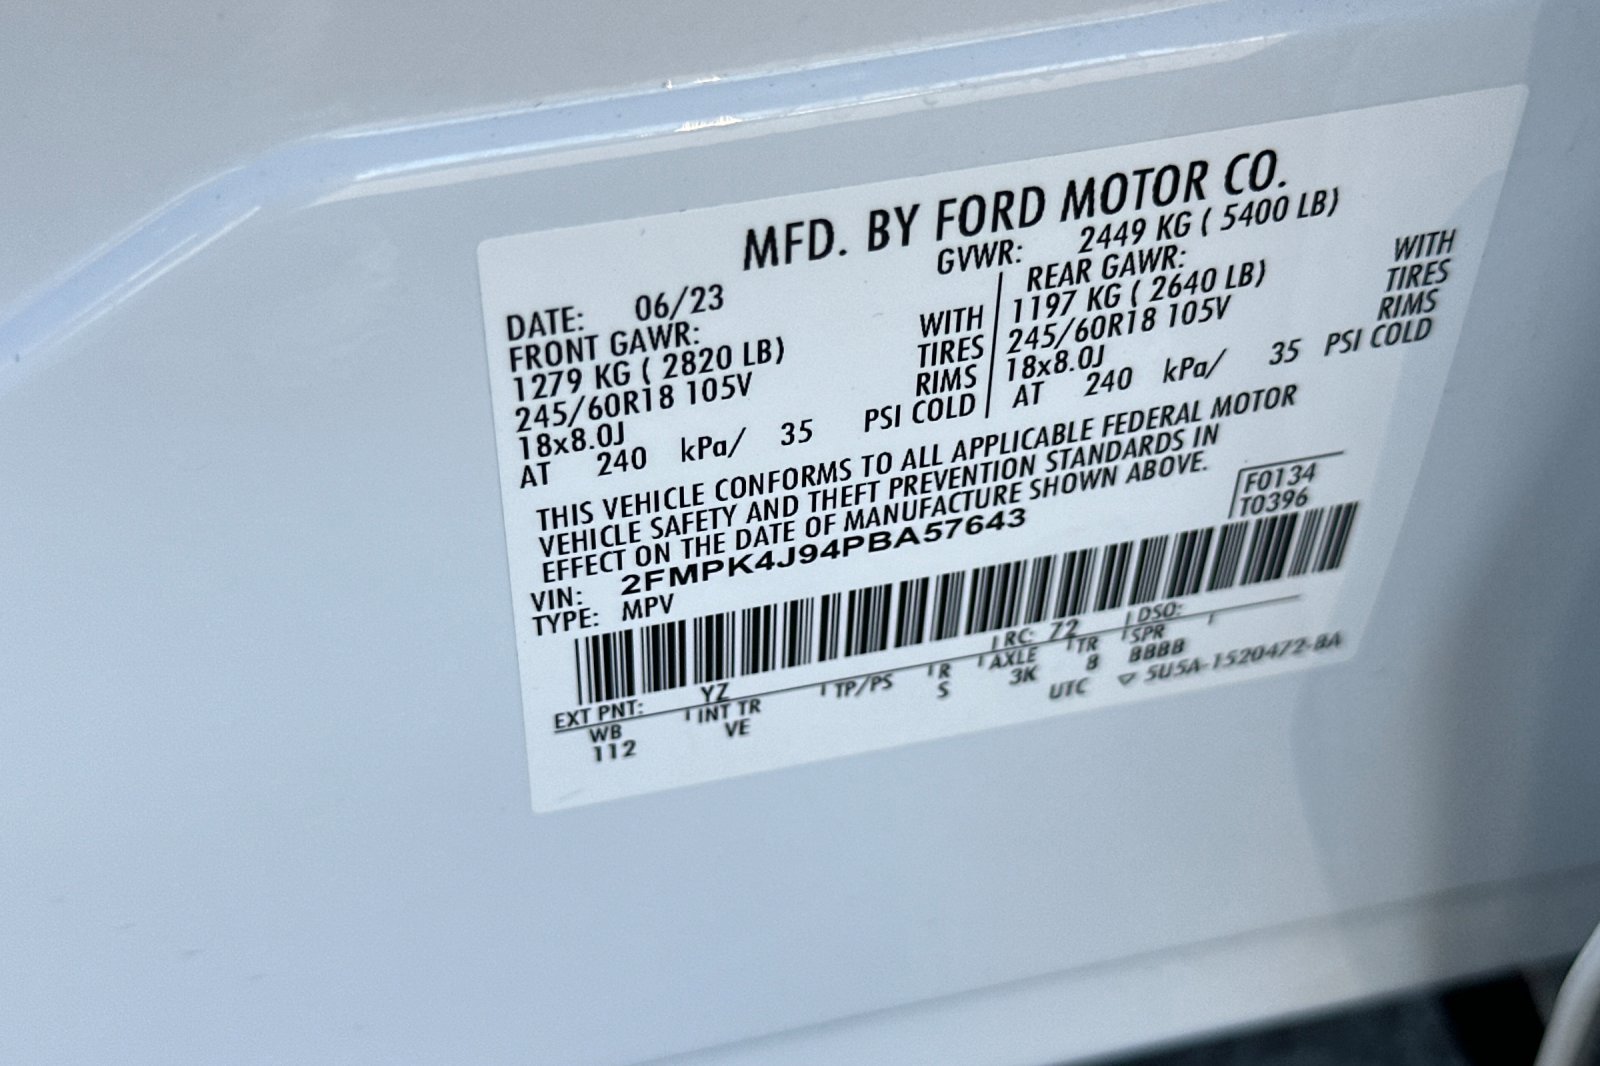 MFD. BY FORD MOTOR CO.
DATE: 06/23 GVWR: 2449 KG ( 5400 LB)
FRONT GAWR: REAR GAWR:
1279 KG ( 2820 LB) WITH 1197 KG ( 2640 LB) WITH
245/60R18 105V TIRES 245/60R18 105V TIRES
18x8.0J RIMS 18x8.0J RIMS
AT 240 kPa/ 35 PSI COLD AT 240 kPa/ 35 PSI COLD
THIS VEHICLE CONFORMS TO ALL APPLICABLE FEDERAL MOTOR
VEHICLE SAFETY AND THEFT PREVENTION STANDARDS IN
EFFECT ON THE DATE OF MANUFACTURE SHOWN ABOVE.
F0134
VIN: 2FMPK4J94PBA57643 T0396
TYPE: MPV
EXT PNT: YZ RC: 72 DSO:
WB INT TR TP/PS R AXLE TR SPR
112 VE S 3K 8 BBBB
UTC ▽ 5U5A-1520472-BA